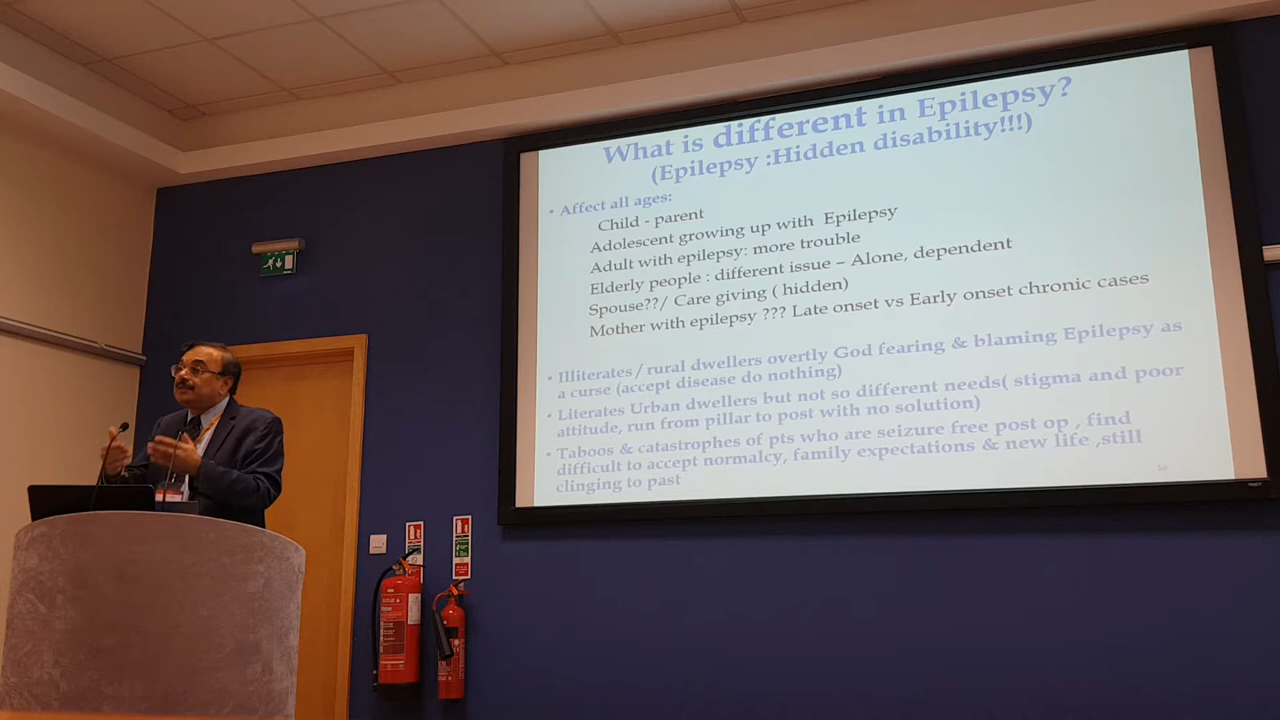 What is different in Epilepsy?
(Epilepsy :Hidden disability!!!)
• Affect all ages:
Child - parent
Adolescent growing up with Epilepsy
Adult with epilepsy: more trouble
Elderly people : different issue – Alone, dependent
Spouse??/ Care giving ( hidden)
Mother with epilepsy ??? Late onset vs Early onset chronic cases
• Illiterates/rural dwellers overtly God fearing & blaming Epilepsy as
a curse (accept disease do nothing)
• Literates Urban dwellers but not so different needs( stigma and poor
attitude, run from pillar to post with no solution)
• Taboos & catastrophes of pts who are seizure free post op , find
difficult to accept normalcy, family expectations & new life ,still
clinging to past